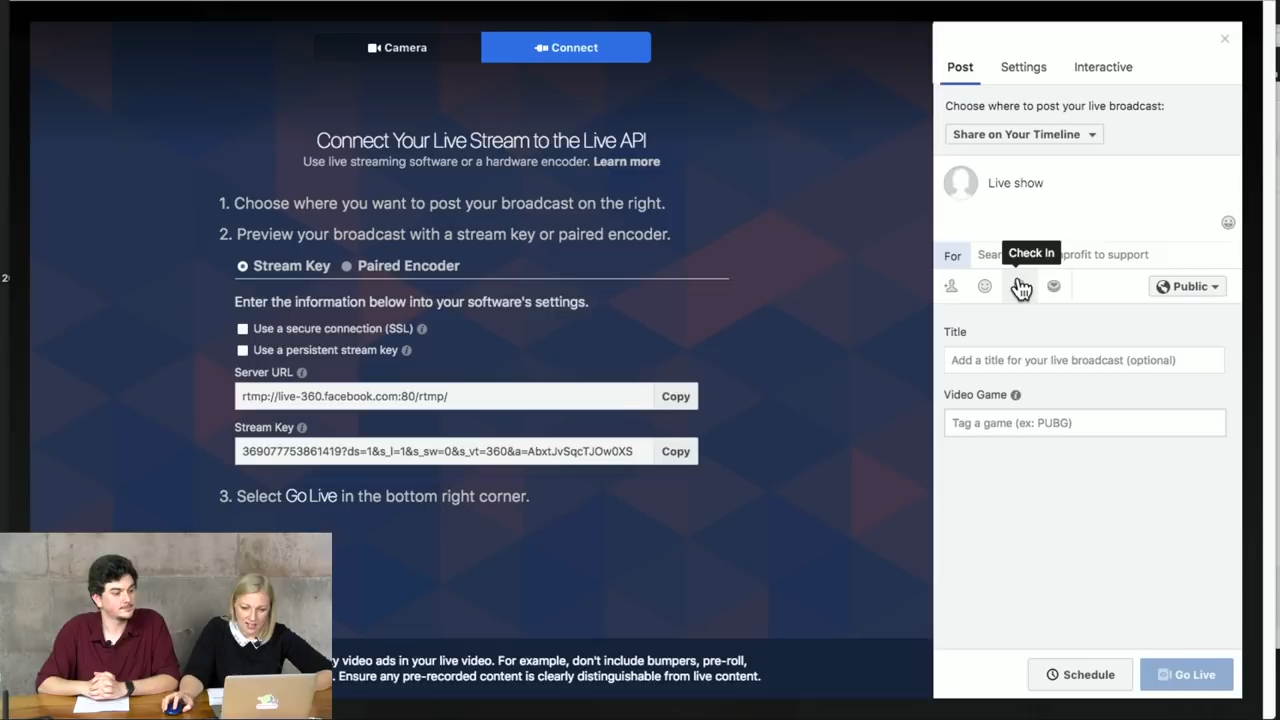 Camera
Connect
Connect Your Live Stream to the Live API
Use live streaming software or a hardware encoder. Learn more
1. Choose where you want to post your broadcast on the right.
2. Preview your broadcast with a stream key or paired encoder.
Stream Key
Paired Encoder
Enter the information below into your software's settings.
Use a secure connection (SSL)
Use a persistent stream key
Server URL
rtmp://live-360.facebook.com:80/rtmp/
Copy
Stream Key
369077753861419?ds=1&s_l=1&s_sw=0&s_vt=360&a=AbxtJvSqcTJOw0XS
Copy
3. Select Go Live in the bottom right corner.
video ads in your live video. For example, don't include bumpers, pre-roll,
. Ensure any pre-recorded content is clearly distinguishable from live content.
Post
Settings
Interactive
Choose where to post your live broadcast:
Share on Your Timeline
Live show
Check In
For
to support
Public
Title
Add a title for your live broadcast (optional)
Video Game
Tag a game (ex: PUBG)
Schedule
Go Live